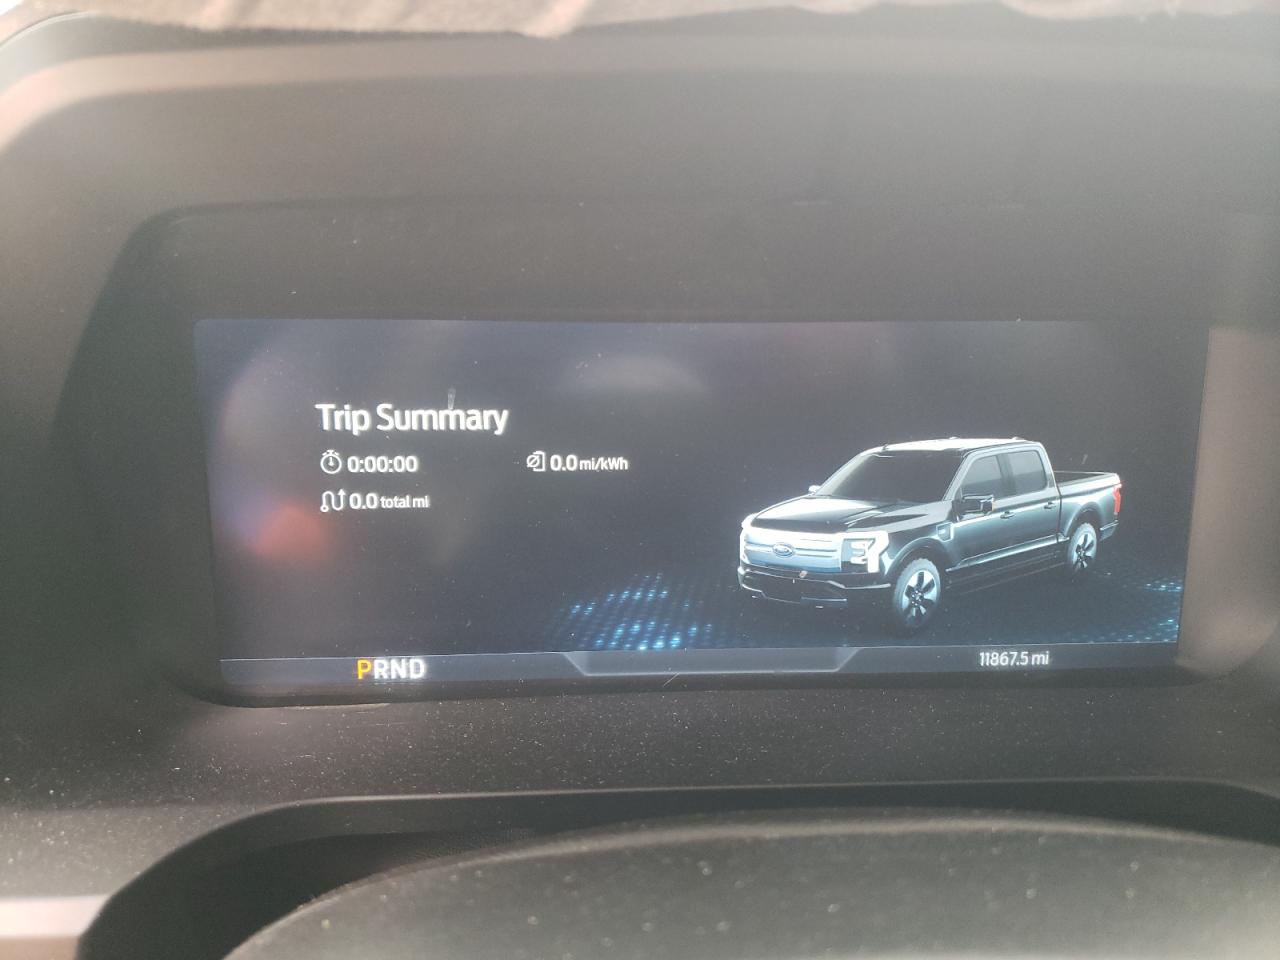 Trip Summary
0:00:00
0.0 mi/kWh
0.0 total mi
PRND
11867.5 mi